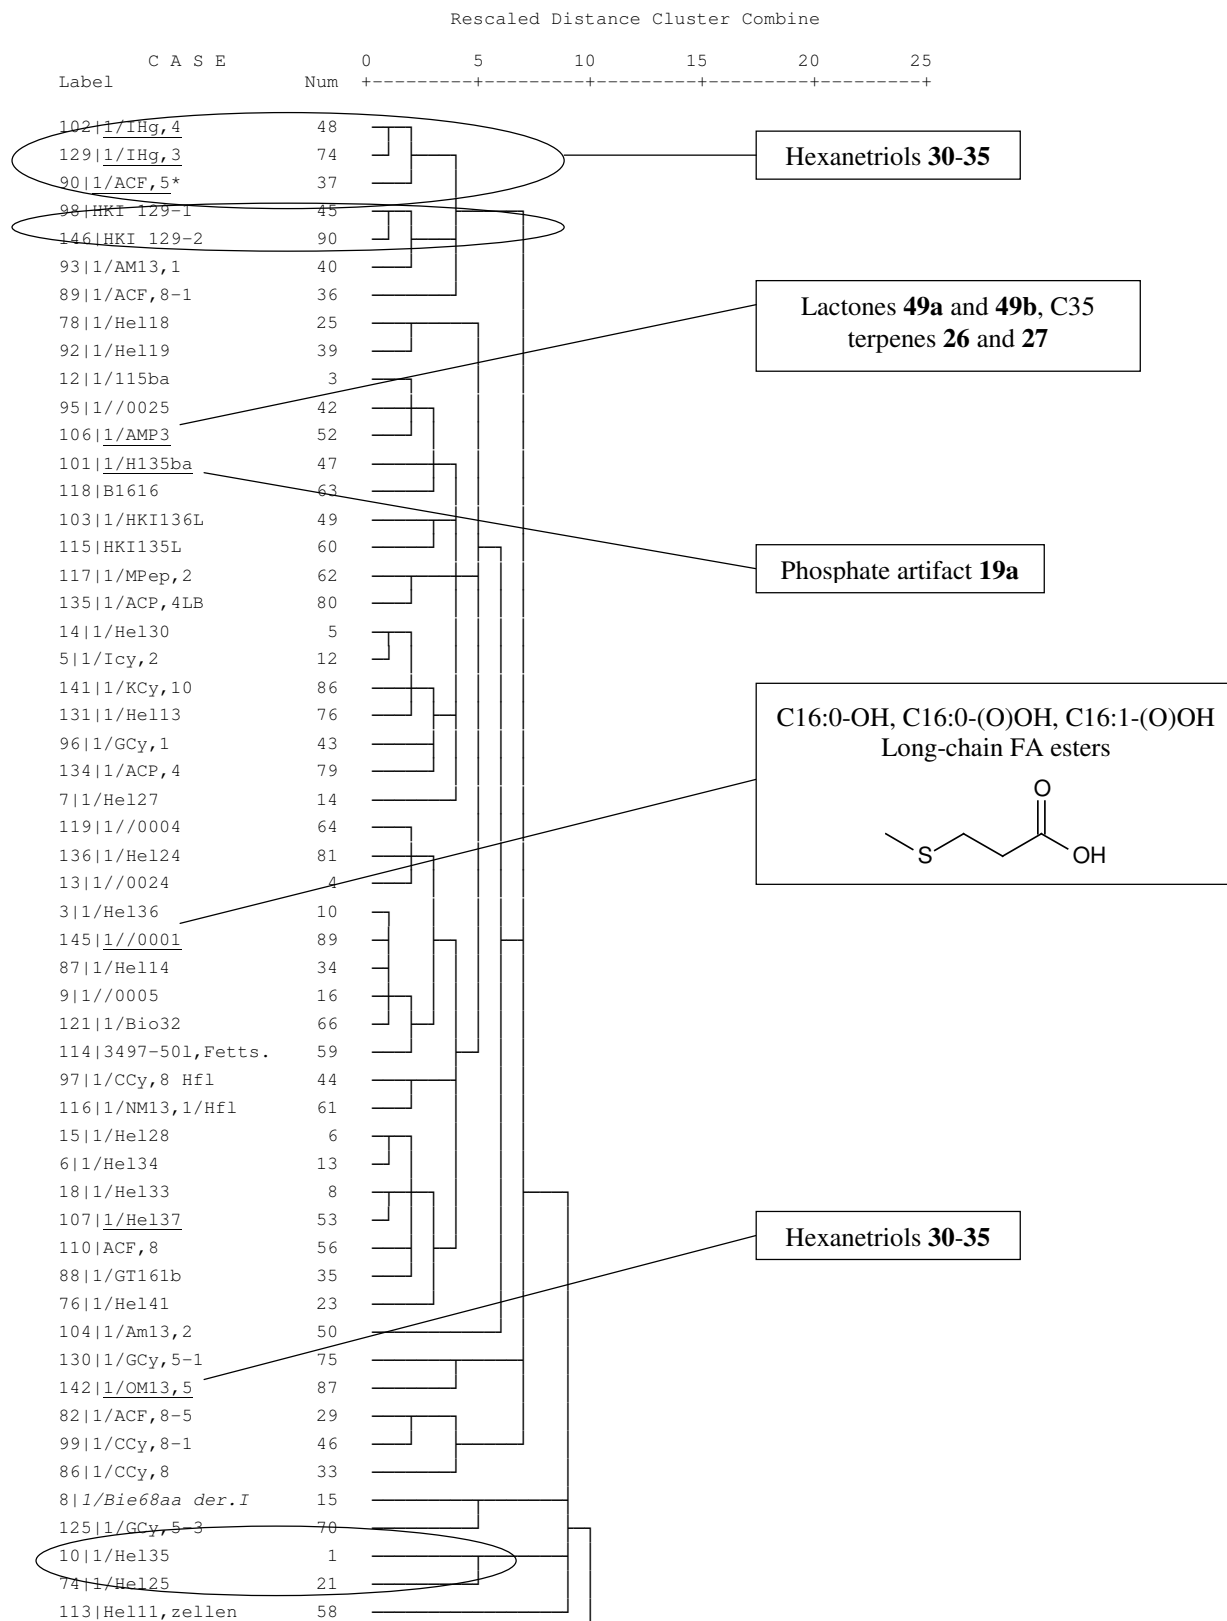 Rescaled Distance Cluster Combine
C A S E 0 5 10 15 20 25
Label Num +---------+---------+---------+---------+---------+
102|1/IHg,4 48
129|1/IHg,3 74
Hexanetriols 30-35
90|1/ACF,5* 37
98|HKI 129-1 45
146|HKI 129-2 90
93|1/AM13,1 40
89|1/ACF,8-1 36
Lactones 49a and 49b, C35
terpenes 26 and 27
78|1/Hel18 25
92|1/Hel19 39
12|1/115ba 3
95|1//0025 42
106|1/AMP3 52
101|1/H135ba 47
118|B1616 63
103|1/HKI136L 49
115|HKI135L 60
117|1/MPep,2 62
Phosphate artifact 19a
135|1/ACP,4LB 80
14|1/Hel30 5
5|1/Icy,2 12
141|1/KCy,10 86
131|1/Hel13 76
C16:0-OH, C16:0-(O)OH, C16:1-(O)OH
Long-chain FA esters
O
S
OH
96|1/GCy,1 43
134|1/ACP,4 79
7|1/Hel27 14
119|1//0004 64
136|1/Hel24 81
13|1//0024 4
3|1/Hel36 10
145|1//0001 89
87|1/Hel14 34
9|1//0005 16
121|1/Bio32 66
114|3497-50l,Fetts. 59
97|1/CCy,8 Hfl 44
116|1/NM13,1/Hfl 61
15|1/Hel28 6
6|1/Hel34 13
18|1/Hel33 8
107|1/Hel37 53
Hexanetriols 30-35
110|ACF,8 56
88|1/GT161b 35
76|1/Hel41 23
104|1/Am13,2 50
130|1/GCy,5-1 75
142|1/OM13,5 87
82|1/ACF,8-5 29
99|1/CCy,8-1 46
86|1/CCy,8 33
8|1/Bie68aa der.I 15
125|1/GCy,5-3 70
10|1/Hel35 1
74|1/Hel25 21
113|Hel11,zellen 58